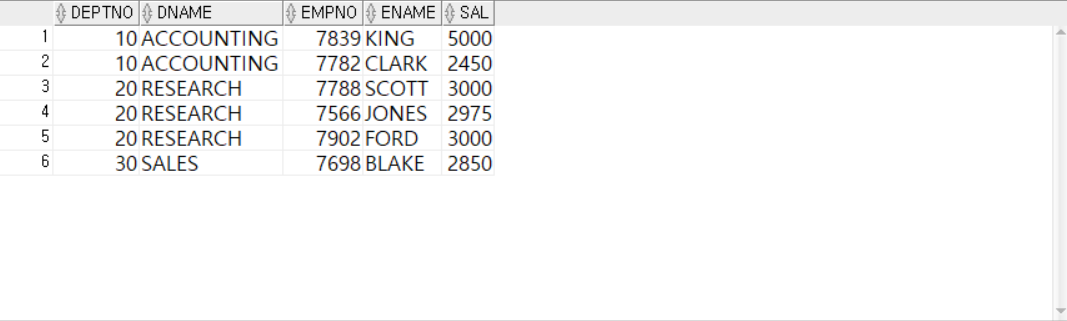 DEPTNO DNAME EMPNO ENAME SAL
1 10 ACCOUNTING 7839 KING 5000
2 10 ACCOUNTING 7782 CLARK 2450
3 20 RESEARCH 7788 SCOTT 3000
4 20 RESEARCH 7566 JONES 2975
5 20 RESEARCH 7902 FORD 3000
6 30 SALES 7698 BLAKE 2850